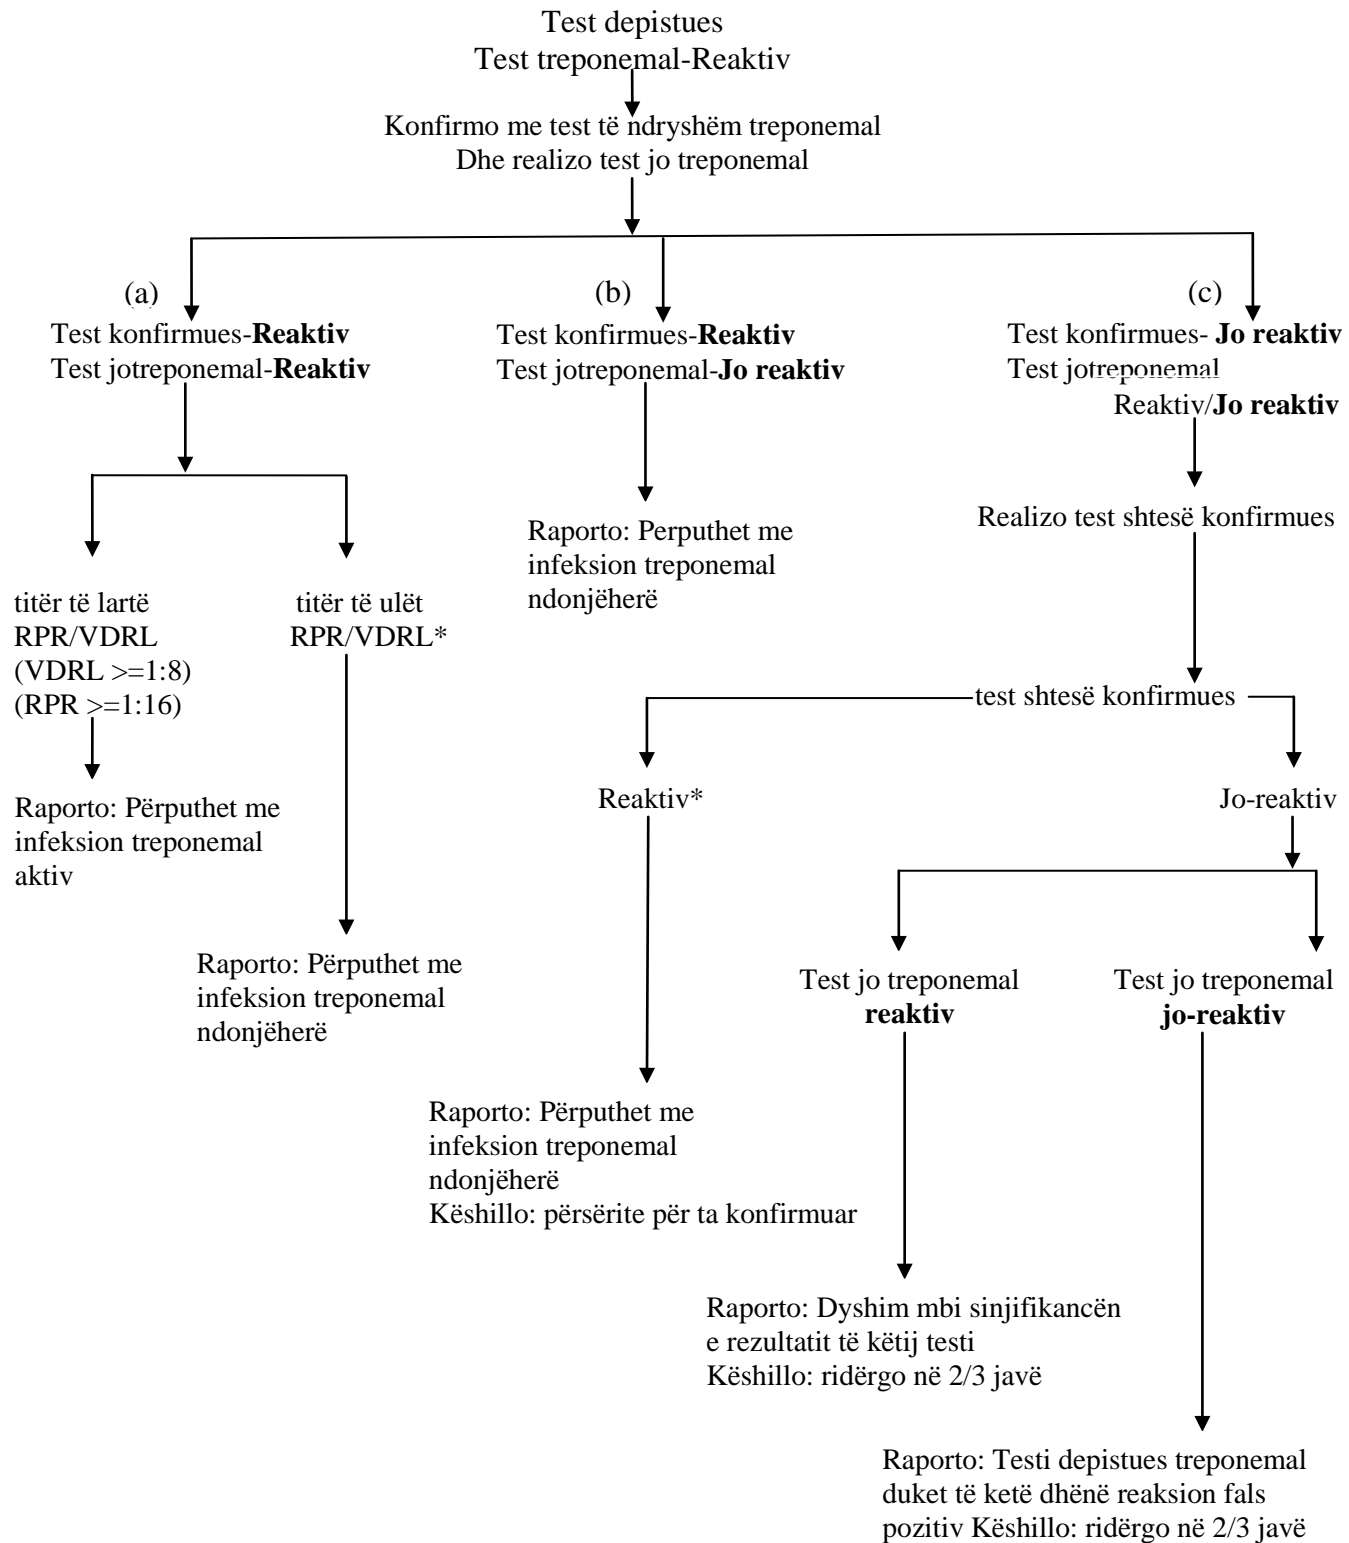 Test depistues
Test treponemal-Reaktiv
Konfirmo me test të ndryshëm treponemal
Dhe realizo test jo treponemal
(a)
Test konfirmues-Reaktiv
Test jotreponemal-Reaktiv
(b)
Test konfirmues-Reaktiv
Test jotreponemal-Jo reaktiv
(c)
Test konfirmues- Jo reaktiv
Test jotreponemal
Reaktiv/Jo reaktiv
titër të lartë
RPR/VDRL
(VDRL >=1:8)
(RPR >=1:16)
titër të ulët
RPR/VDRL*
Raporto: Perputhet me
infeksion treponemal
ndonjëherë
Realizo test shtesë konfirmues
test shtesë konfirmues
Raporto: Përputhet me
infeksion treponemal
aktiv
Reaktiv*
Jo-reaktiv
Raporto: Përputhet me
infeksion treponemal
ndonjëherë
Test jo treponemal
reaktiv
Test jo treponemal
jo-reaktiv
Raporto: Përputhet me
infeksion treponemal
ndonjëherë
Këshillo: përsërite për ta konfirmuar
Raporto: Dyshim mbi sinjifikancën
e rezultatit të këtij testi
Këshillo: ridërgo në 2/3 javë
Raporto: Testi depistues treponemal
duket të ketë dhënë reaksion fals
pozitiv Këshillo: ridërgo në 2/3 javë